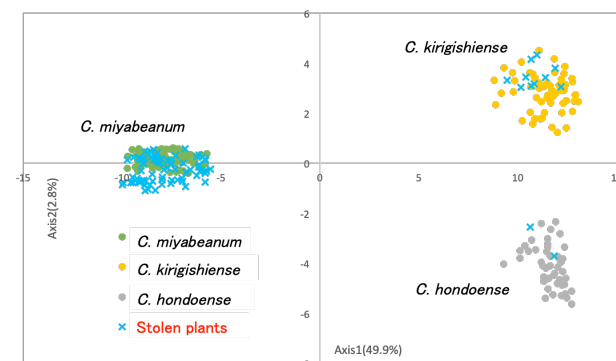 6
C. kirigishiense
4
2
C. miyabeanum
-15
-10
-5
0
0
5
10
Axis2(2.8%)
-2
C. miyabeanum
C. kirigishiense
-4
C. hondoense
C. hondoense
Stolen plants
-6
Axis1(49.9%)